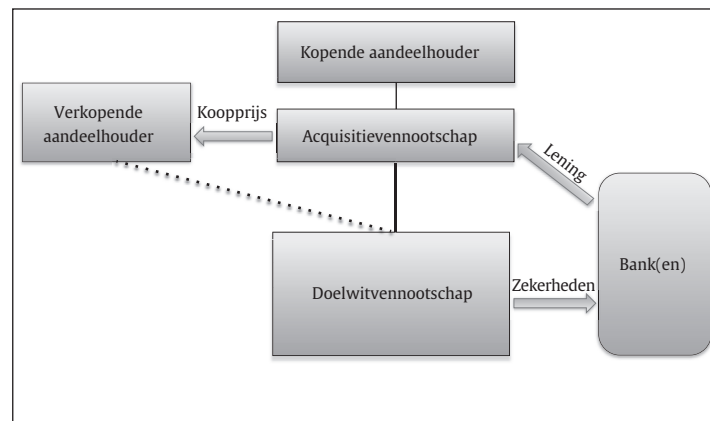 Kopende aandeelhouder
Verkopende
aandeelhouder
Koopprijs
Acquisitievennootschap
Lening
Bank(en)
Doelwitvennootschap
Zekerheden